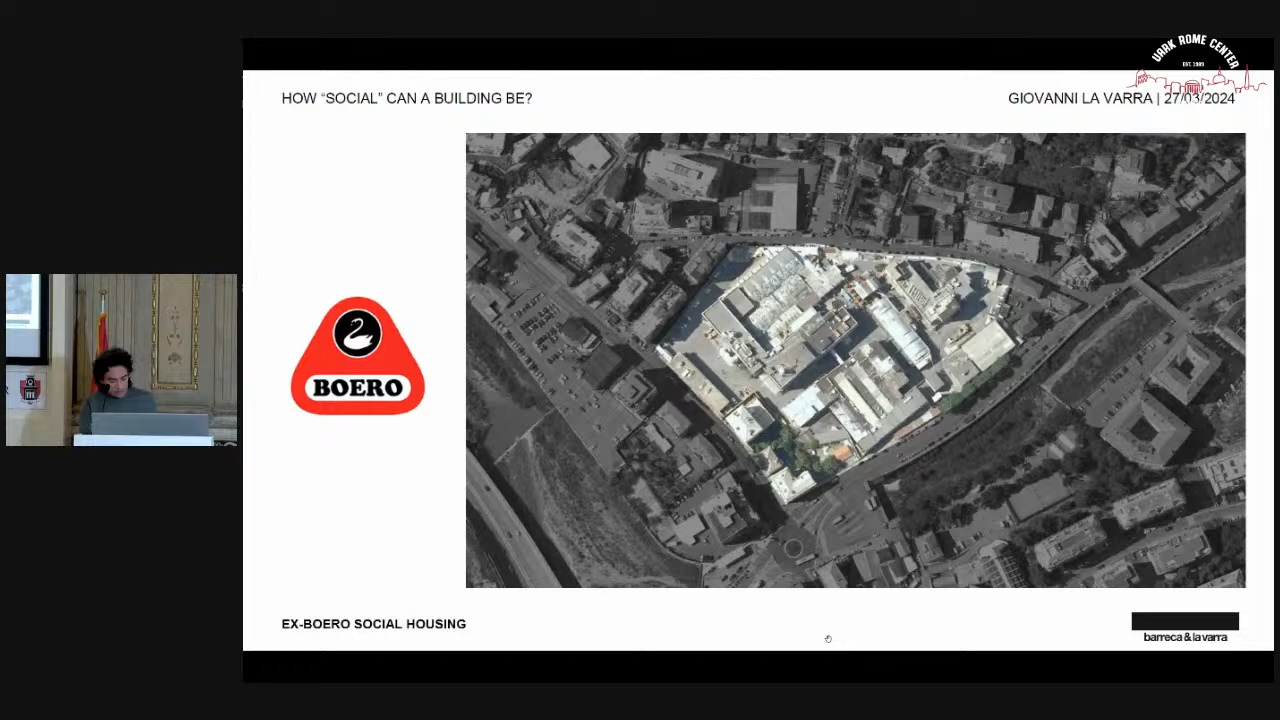 UARK ROME CENTER
EST. 1989
HOW “SOCIAL” CAN A BUILDING BE?
GIOVANNI LA VARRA | 27/03/2024
BOERO
EX-BOERO SOCIAL HOUSING
barreca & la varra